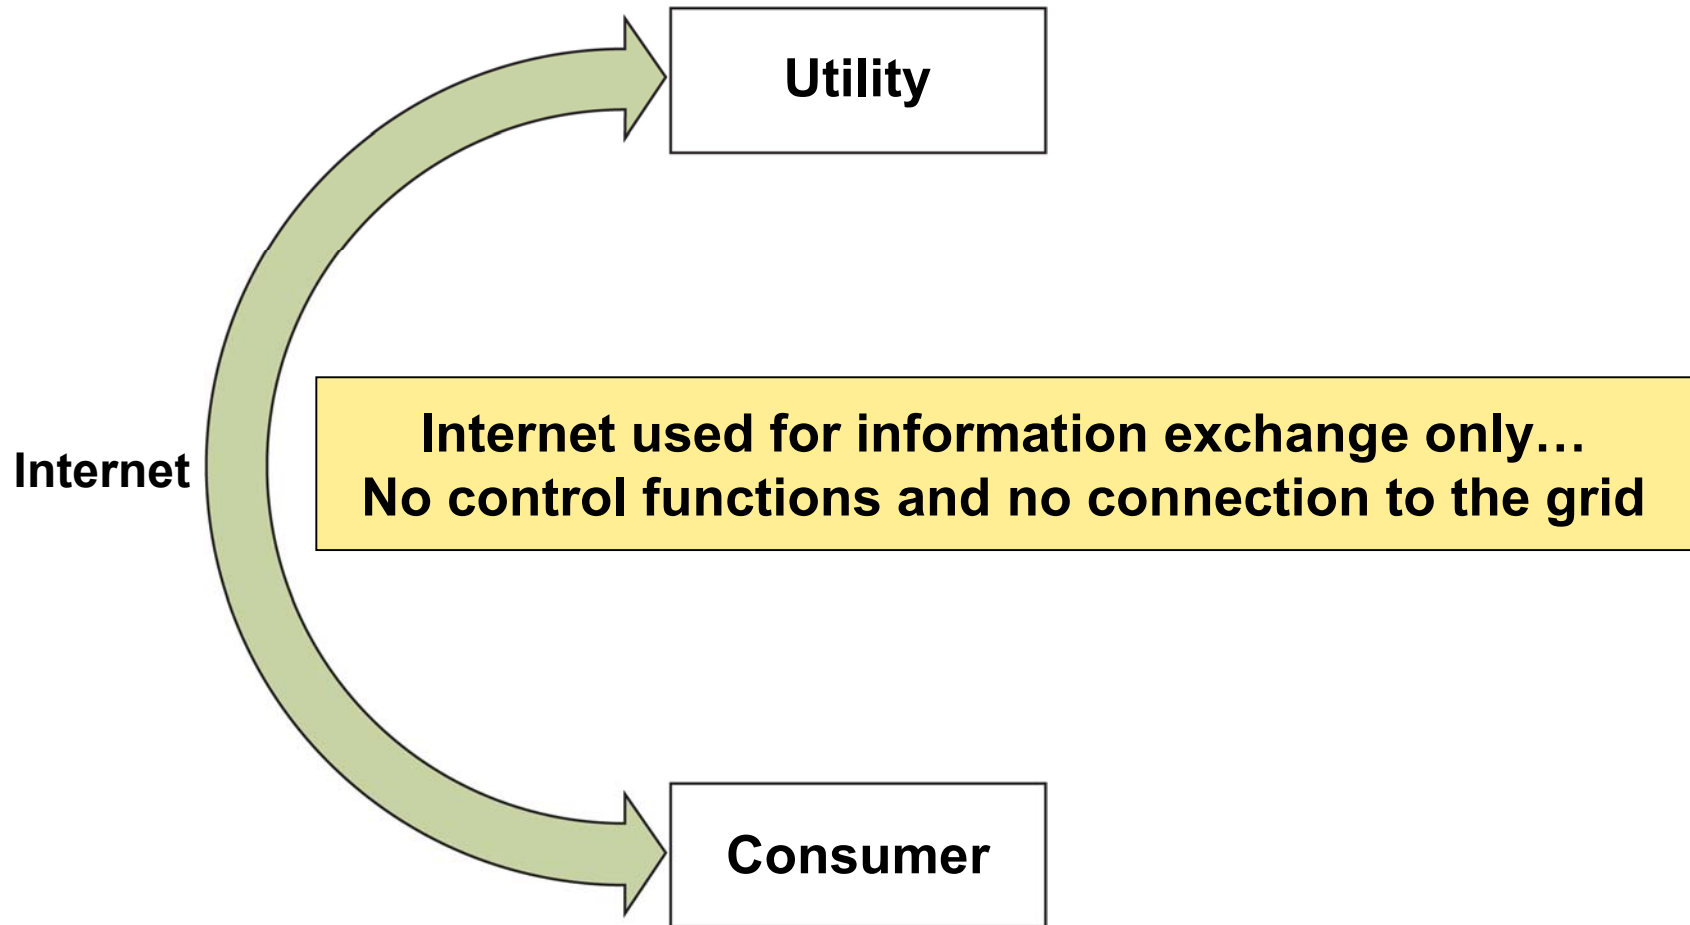 Utility
Internet used for information exchange only…
No control functions and no connection to the grid
Internet
Consumer